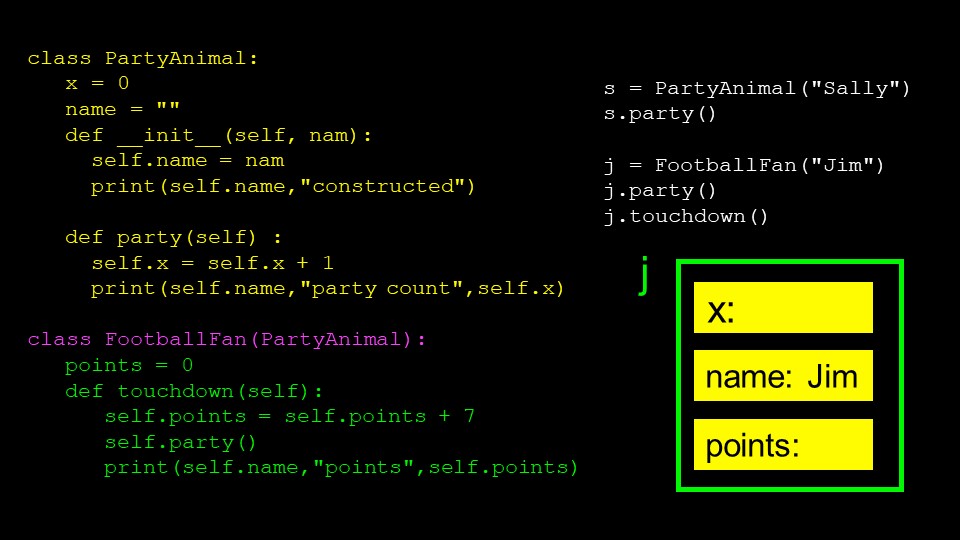 class PartyAnimal:
x = 0
name = ""
def __init__(self, nam):
self.name = nam
print(self.name,"constructed")
def party(self) :
self.x = self.x + 1
print(self.name,"party count",self.x)
class FootballFan(PartyAnimal):
points = 0
def touchdown(self):
self.points = self.points + 7
self.party()
print(self.name,"points",self.points)
s = PartyAnimal("Sally")
s.party()
j = FootballFan("Jim")
j.party()
j.touchdown()
j
x:
name: Jim
points: